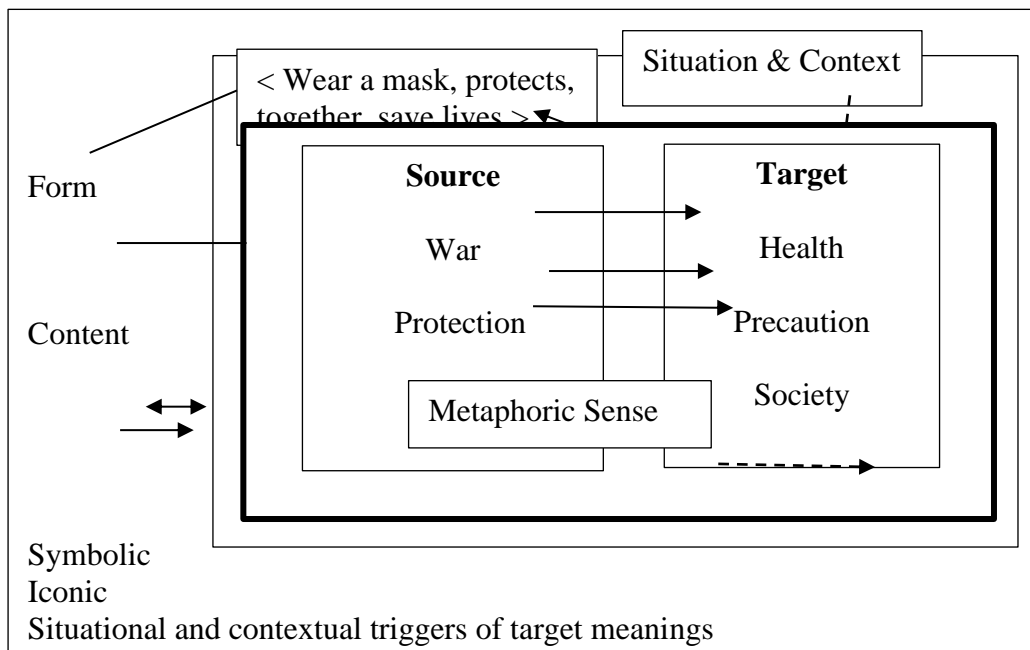 < Wear a mask, protects,
together, save lives >
Situation & Context
Form
Content
Source
War
Protection
Target
Health
Precaution
Society
Metaphoric Sense
Symbolic
Iconic
Situational and contextual triggers of target meanings